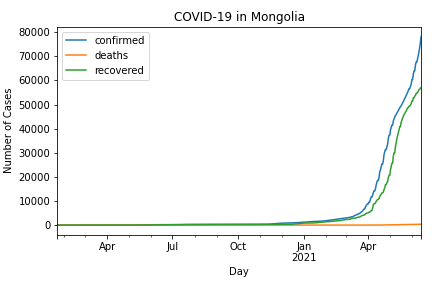 COVID-19 in Mongolia
confirmed
deaths
recovered
Number of Cases
80000
70000
60000
50000
40000
30000
20000
10000
0
Apr
Jul
Oct
Jan
2021
Apr
Day